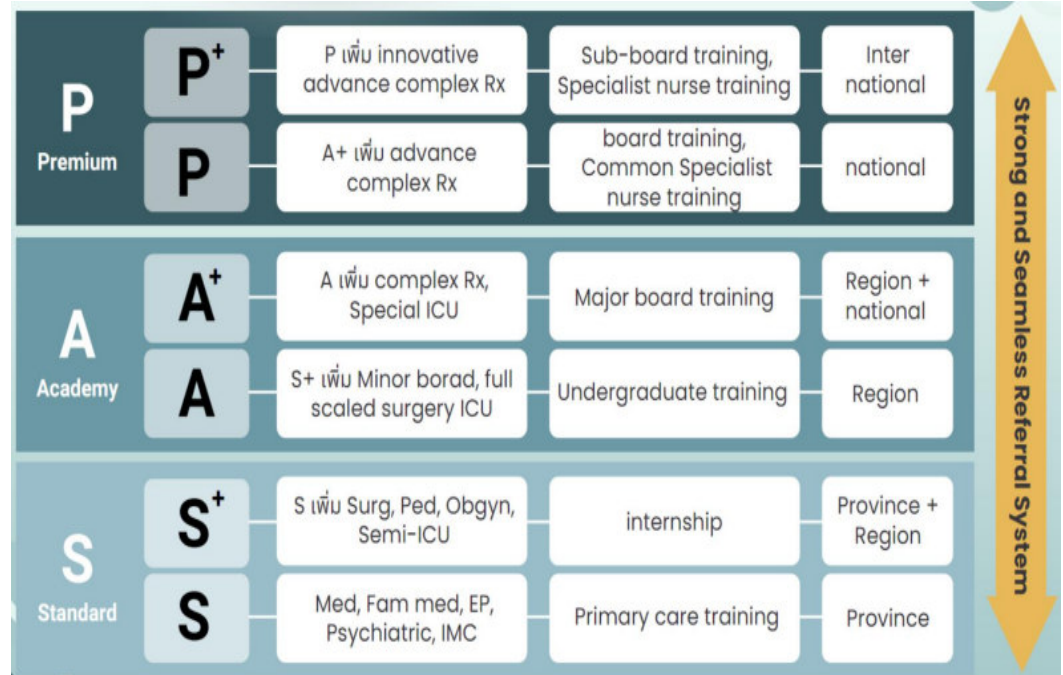 P
Premium
P+
P เพิ่ม innovative
advance complex Rx
Sub-board training,
Specialist nurse training
Inter
national
P
A+ เพิ่ม advance
complex Rx
board training,
Common Specialist
nurse training
national
A
Academy
A+
A เพิ่ม complex Rx,
Special ICU
Major board training
Region +
national
A
S+ เพิ่ม Minor borad, full
scaled surgery ICU
Undergraduate training
Region
S
Standard
S+
S เพิ่ม Surg, Ped, Obgyn,
Semi-ICU
internship
Province +
Region
S
Med, Fam med, EP,
Psychiatric, IMC
Primary care training
Province
Strong and Seamless Referral System